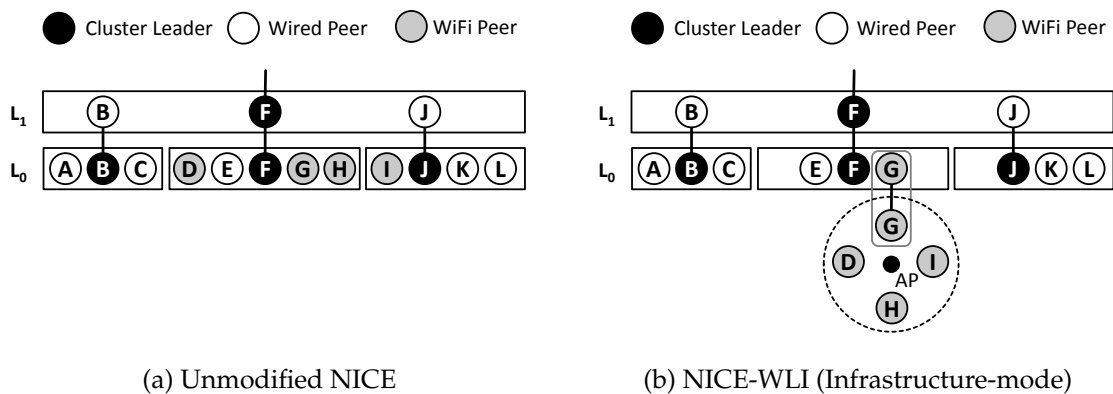 Cluster Leader Wired Peer WiFi Peer
L1 B F J
L0 A B C D E F G H I J K L
(a) Unmodified NICE
Cluster Leader Wired Peer WiFi Peer
L1 B F J
L0 A B C E F G J K L
G
D I
AP
H
(b) NICE-WLI (Infrastructure-mode)